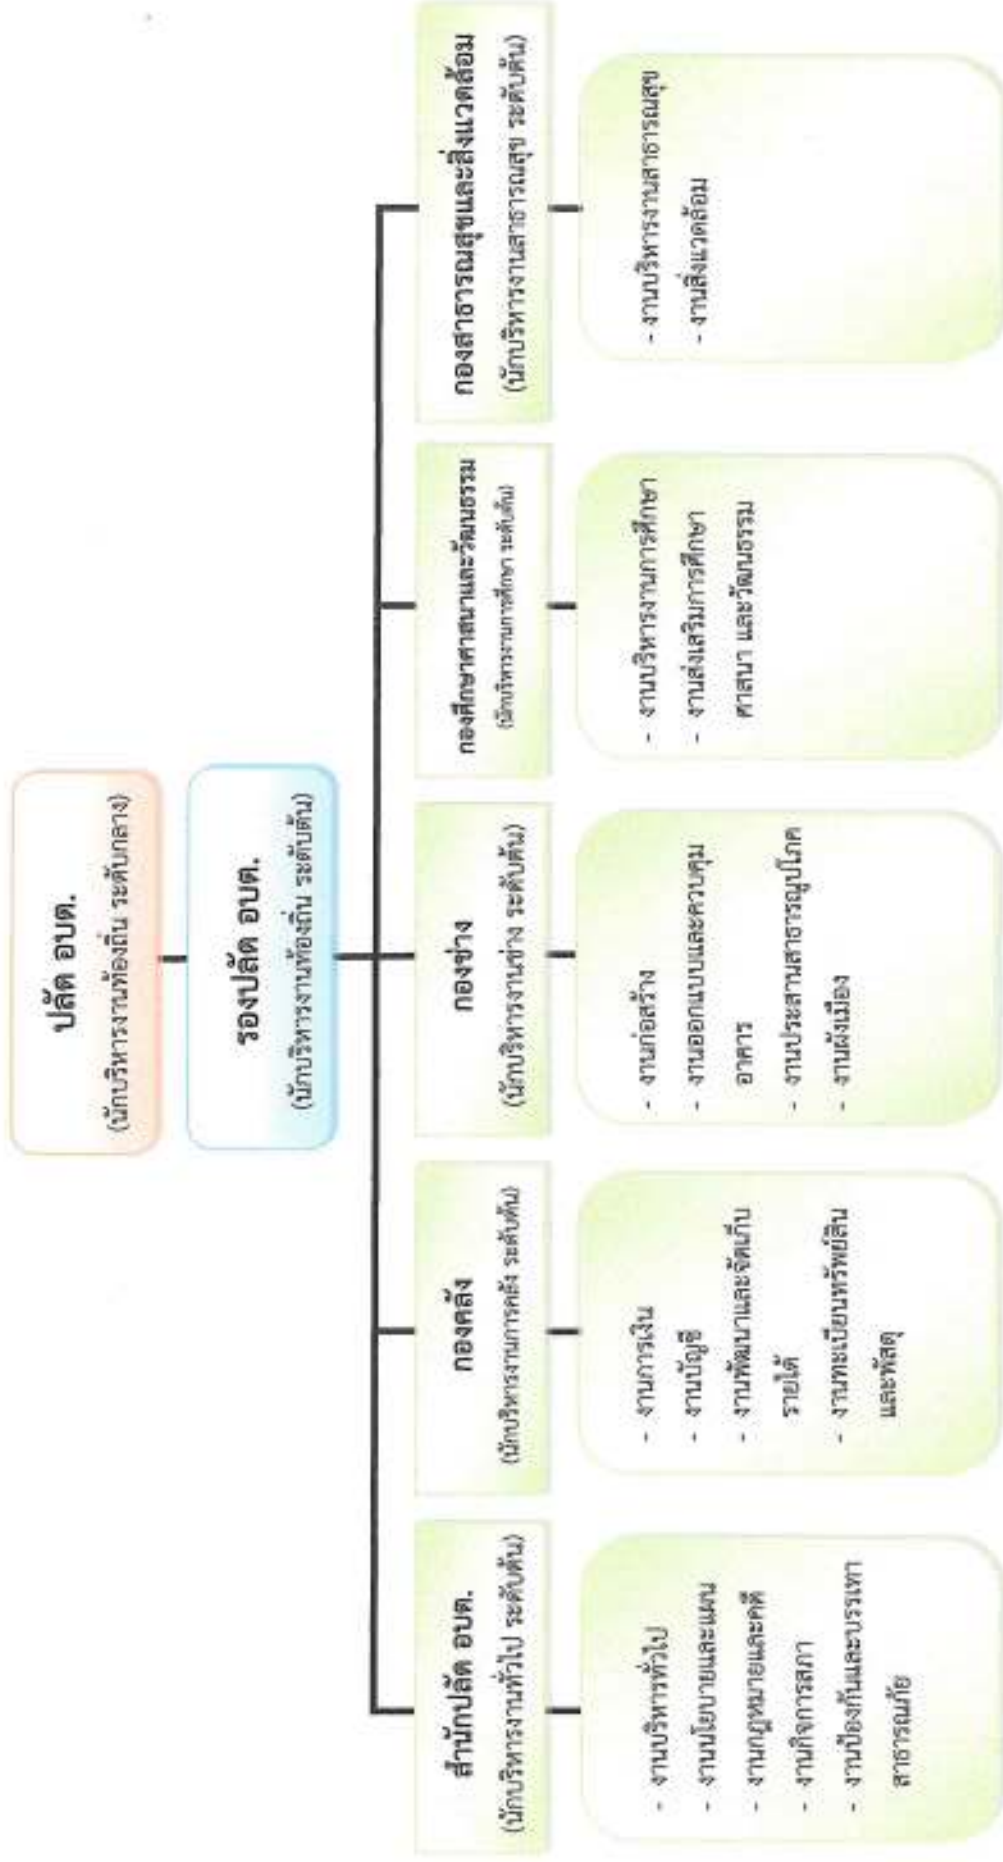 ปลัด อบต.
(นักบริหารงานท้องถิ่น ระดับกลาง)
รองปลัด อบต.
(นักบริหารงานท้องถิ่น ระดับต้น)
สำนักปลัด อบต.
(นักบริหารงานทั่วไป ระดับต้น)
- งานบริหารทั่วไป
- งานนโยบายและแผน
- งานกฎหมายและคดี
- งานกิจการสภา
- งานป้องกันและบรรเทา
สาธารณภัย
กองคลัง
(นักบริหารงานการคลัง ระดับต้น)
- งานการเงิน
- งานบัญชี
- งานพัฒนาและจัดเก็บ
รายได้
- งานทะเบียนทรัพย์สิน
และพัสดุ
กองช่าง
(นักบริหารงานช่าง ระดับต้น)
- งานก่อสร้าง
- งานออกแบบและควบคุม
อาคาร
- งานประสานสาธารณูปโภค
- งานผังเมือง
กองศึกษาศาสนาและวัฒนธรรม
(นักบริหารงานการศึกษา ระดับต้น)
- งานบริหารงานการศึกษา
- งานส่งเสริมการศึกษา
ศาสนา และวัฒนธรรม
กองสาธารณสุขและสิ่งแวดล้อม
(นักบริหารงานสาธารณสุข ระดับต้น)
- งานบริหารงานสาธารณสุข
- งานสิ่งแวดล้อม